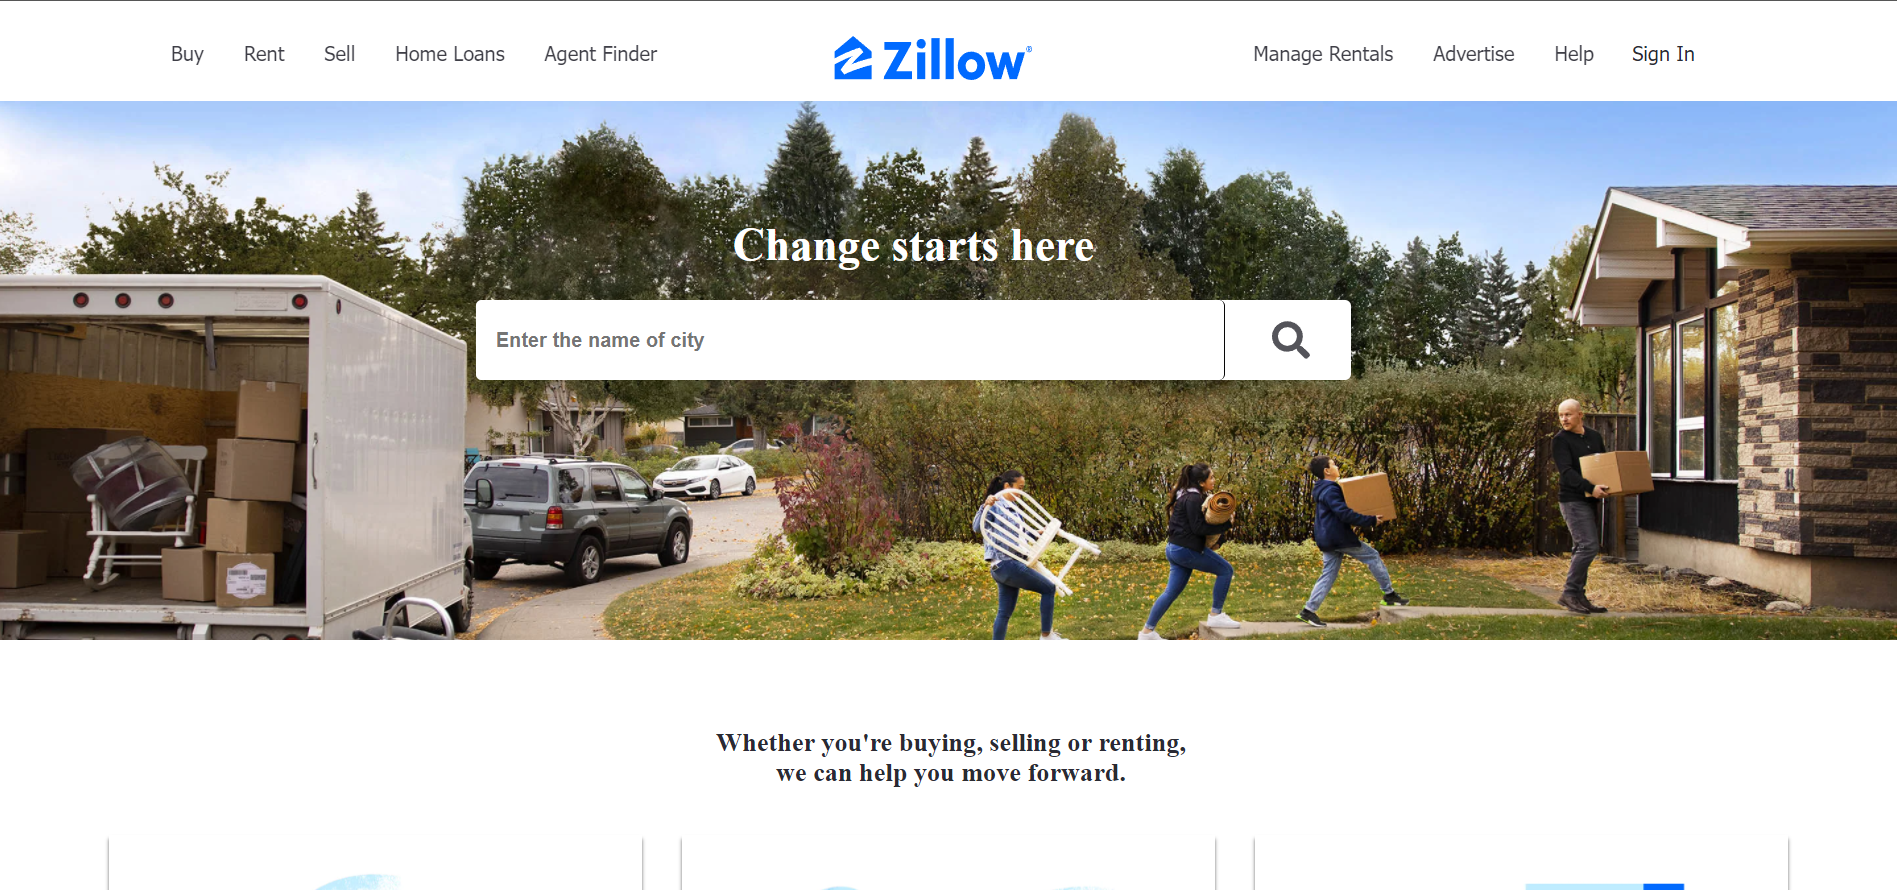 Buy Rent Sell Home Loans Agent Finder Zillow® Manage Rentals Advertise Help Sign In
Change starts here
Enter the name of city
Whether you're buying, selling or renting,
we can help you move forward.